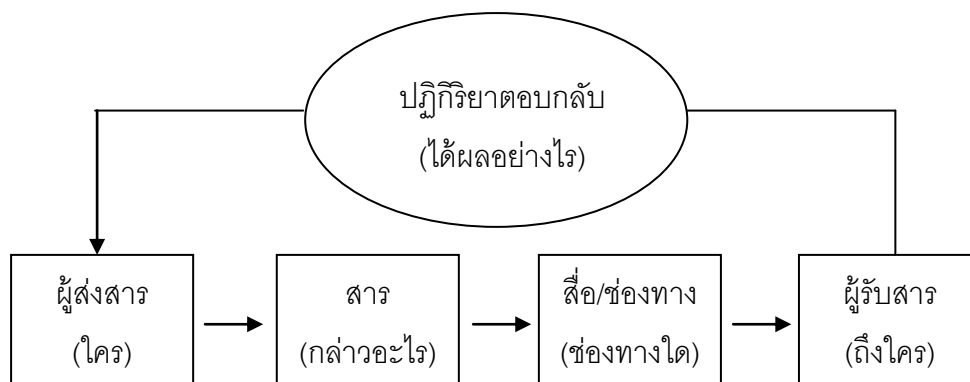 ปฏิกิริยาตอบกลับ
(ได้ผลอย่างไร)
ผู้ส่งสาร
(ใคร)
สาร
(กล่าวอะไร)
สื่อ/ช่องทาง
(ช่องทางใด)
ผู้รับสาร
(ถึงใคร)